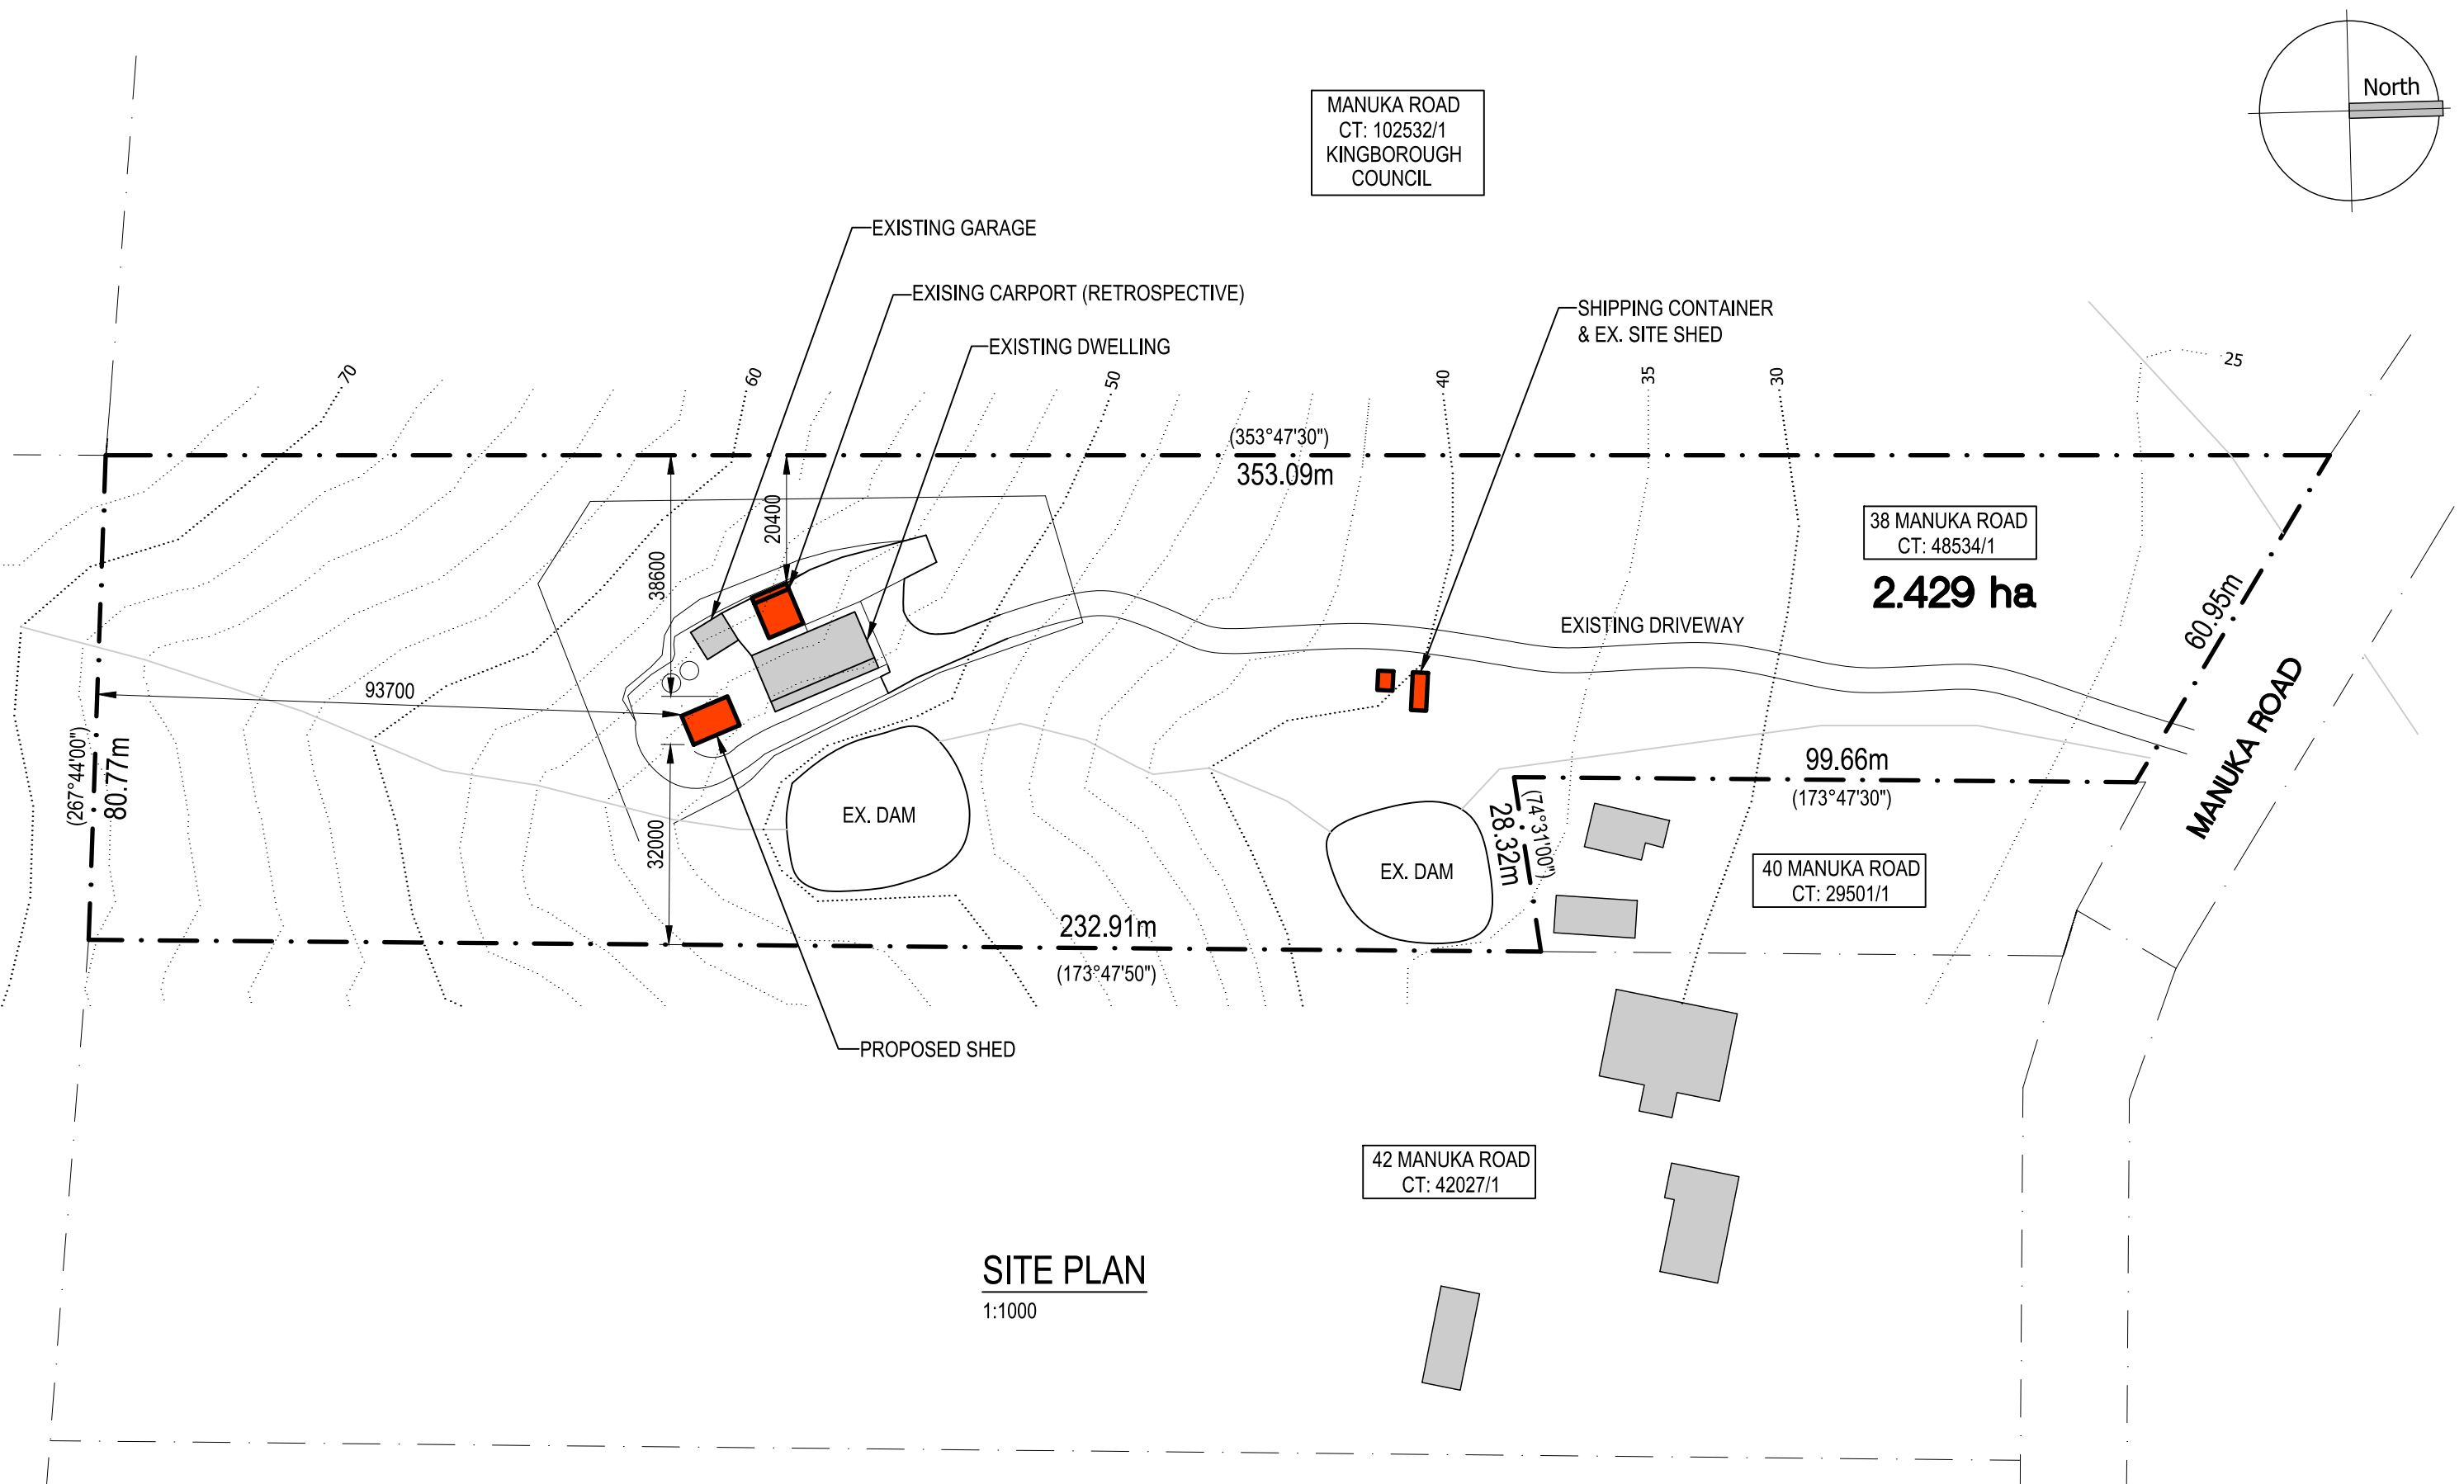 North
MANUKA ROAD
CT: 102532/1
KINGBOROUGH
COUNCIL
EXISTING GARAGE
EXISING CARPORT (RETROSPECTIVE)
EXISTING DWELLING
SHIPPING CONTAINER
& EX. SITE SHED
70
60
50
40
35
30
25
(353°47'30")
353.09m
20400
38600
38 MANUKA ROAD
CT: 48534/1
2.429 ha
EXISTING DRIVEWAY
60.95m
MANUKA ROAD
93700
(267°44'00")
80.77m
32000
EX. DAM
EX. DAM
99.66m
(173°47'30")
(74°31'00")
28.32m
40 MANUKA ROAD
CT: 29501/1
232.91m
(173°47'50")
PROPOSED SHED
42 MANUKA ROAD
CT: 42027/1
SITE PLAN
1:1000